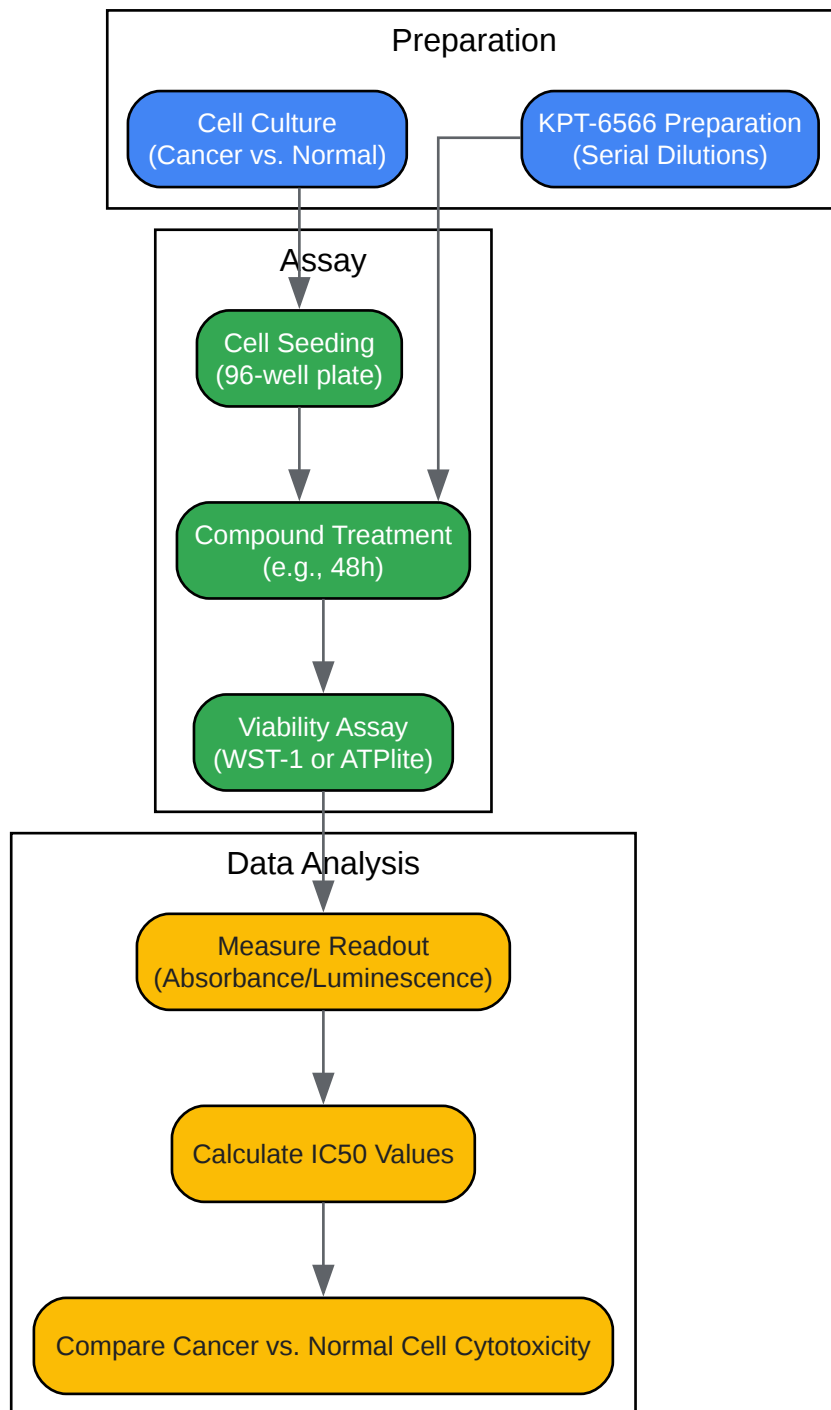 Preparation
Cell Culture
(Cancer vs. Normal)
KPT-6566 Preparation
(Serial Dilutions)
Assay
Cell Seeding
(96-well plate)
Compound Treatment
(e.g., 48h)
Viability Assay
(WST-1 or ATPlite)
Data Analysis
Measure Readout
(Absorbance/Luminescence)
Calculate IC50 Values
Compare Cancer vs. Normal Cell Cytotoxicity